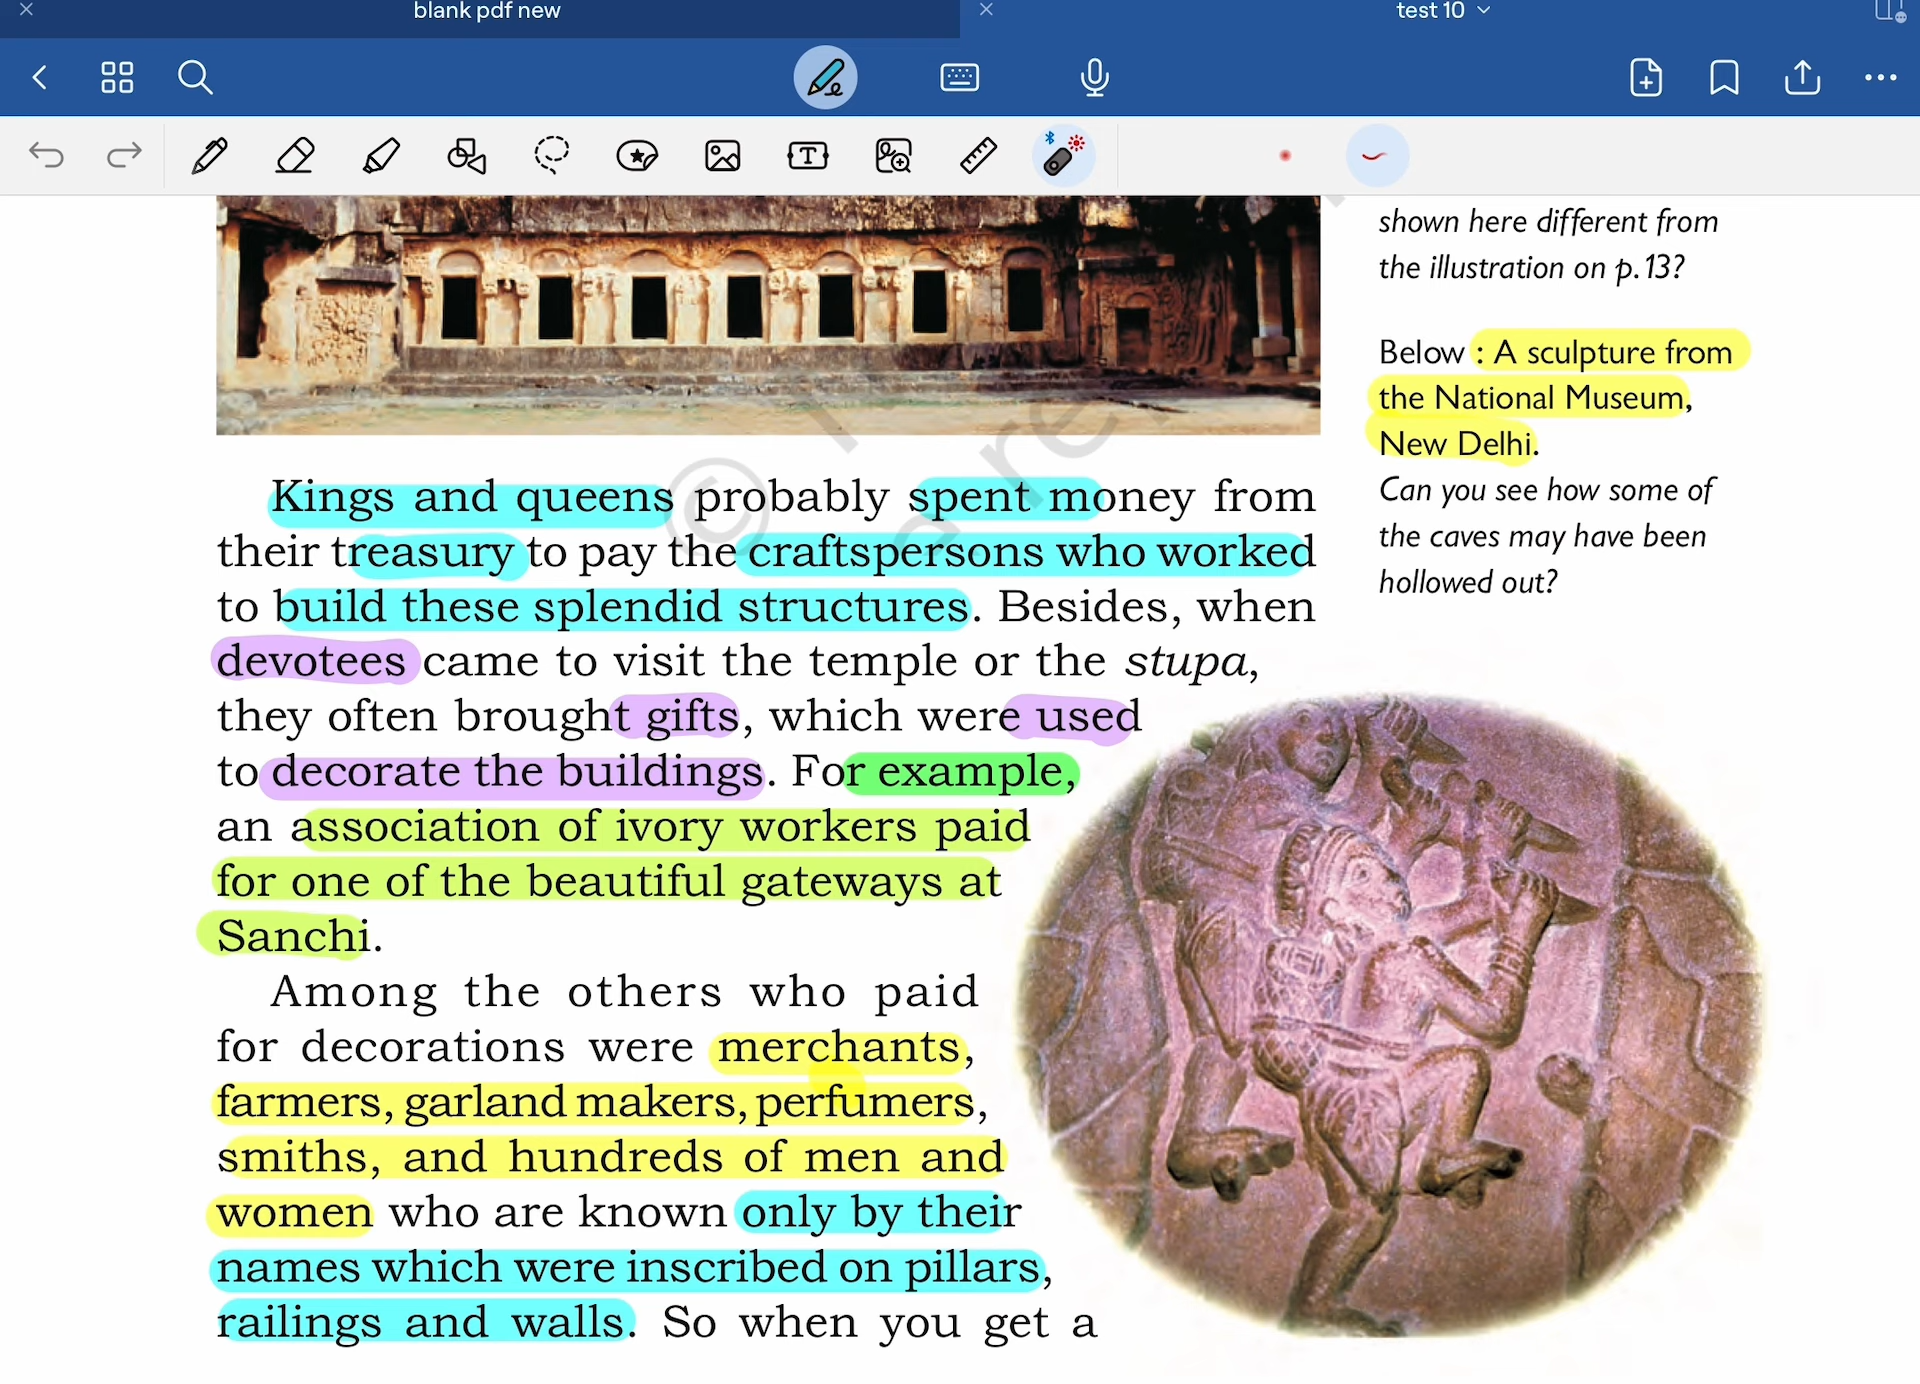 blank pdf new
test 10
shown here different from
the illustration on p.13?
Below : A sculpture from
the National Museum,
New Delhi.
Can you see how some of
the caves may have been
hollowed out?
Kings and queens probably spent money from
their treasury to pay the craftspersons who worked
to build these splendid structures. Besides, when
devotees came to visit the temple or the stupa,
they often brought gifts, which were used
to decorate the buildings. For example,
an association of ivory workers paid
for one of the beautiful gateways at
Sanchi.
Among the others who paid
for decorations were merchants,
farmers, garland makers, perfumers,
smiths, and hundreds of men and
women who are known only by their
names which were inscribed on pillars,
railings and walls. So when you get a